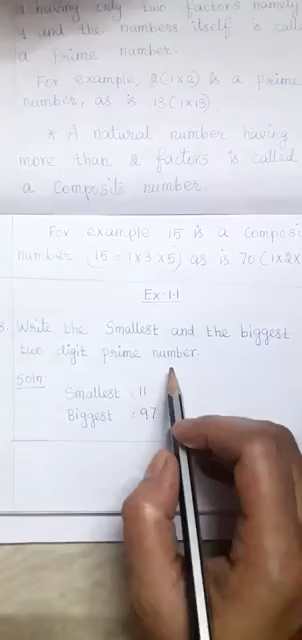 a having only two factors namely
1 and the numbers itself is
a prime number.
For example, 2(1×2) is a prime
number, as is 13(1×13).
* A natural number having
more than 2 factors is called
a composite number.
For example 15 is a
number (15 = 1×3×5) as is 70(1×2×
Ex:1.1
3. Write the Smallest and the biggest
two digit prime number.
Soln
Smallest = 11
Biggest = 97